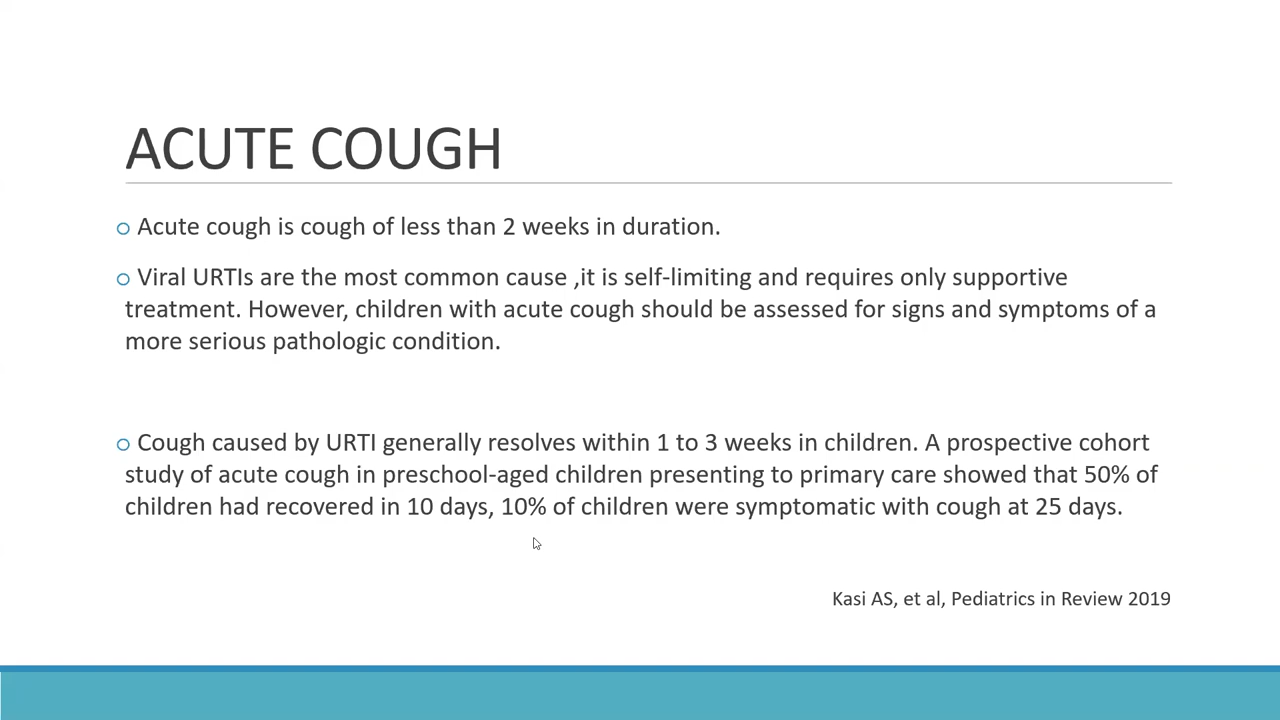 ACUTE COUGH
o Acute cough is cough of less than 2 weeks in duration.
o Viral URTIs are the most common cause ,it is self-limiting and requires only supportive
treatment. However, children with acute cough should be assessed for signs and symptoms of a
more serious pathologic condition.
o Cough caused by URTI generally resolves within 1 to 3 weeks in children. A prospective cohort
study of acute cough in preschool-aged children presenting to primary care showed that 50% of
children had recovered in 10 days, 10% of children were symptomatic with cough at 25 days.
Kasi AS, et al, Pediatrics in Review 2019